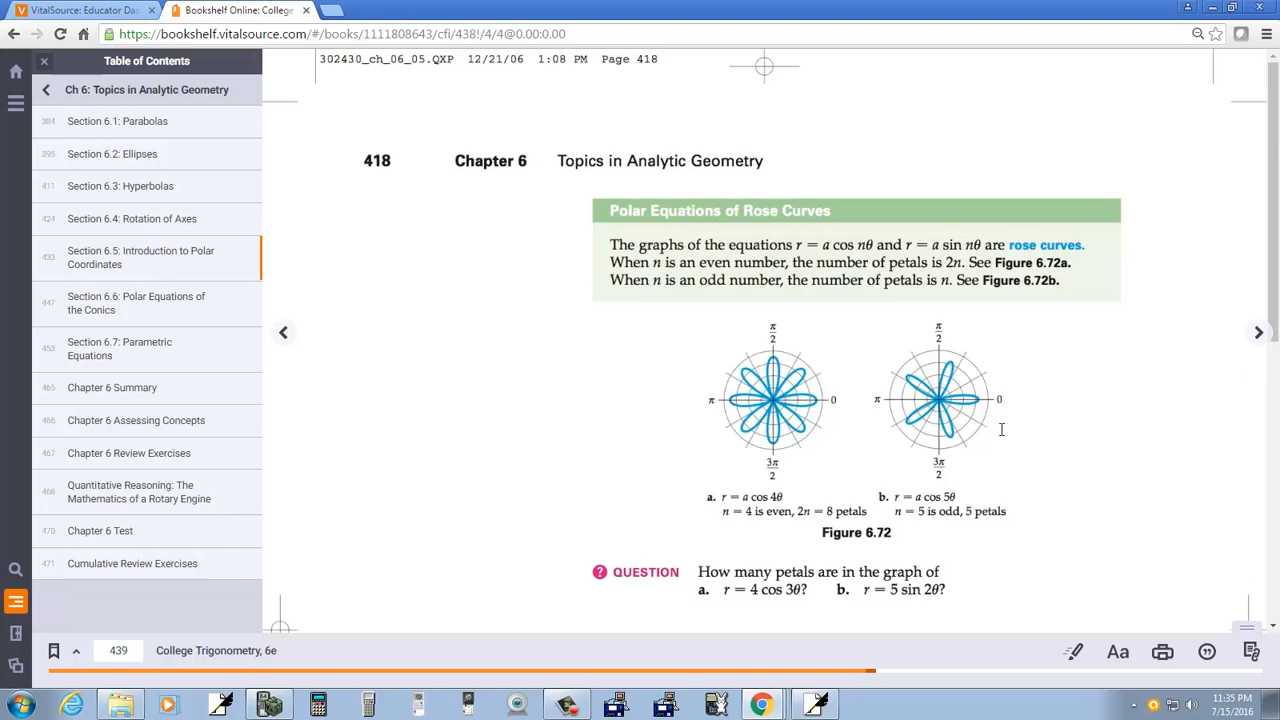 VitalSource: Educator Das
Bookshelf Online: College
https://bookshelf.vitalsource.com/#/books/1111808643/cfi/438!/4/4@0.00:0.00
Table of Contents
Ch 6: Topics in Analytic Geometry
384 Section 6.1: Parabolas
395 Section 6.2: Ellipses
411 Section 6.3: Hyperbolas
424 Section 6.4: Rotation of Axes
433 Section 6.5: Introduction to Polar
Coordinates
447 Section 6.6: Polar Equations of
the Conics
453 Section 6.7: Parametric
Equations
465 Chapter 6 Summary
466 Chapter 6 Assessing Concepts
467 Chapter 6 Review Exercises
468 Quantitative Reasoning: The
Mathematics of a Rotary Engine
470 Chapter 6 Test
471 Cumulative Review Exercises
302430_ch_06_05.QXP 12/21/06 1:08 PM Page 418
418 Chapter 6 Topics in Analytic Geometry
Polar Equations of Rose Curves
The graphs of the equations r = a cos nθ and r = a sin nθ are rose curves.
When n is an even number, the number of petals is 2n. See Figure 6.72a.
When n is an odd number, the number of petals is n. See Figure 6.72b.
π/2
π 0
3π/2
a. r = a cos 4θ
n = 4 is even, 2n = 8 petals
π/2
π 0
3π/2
b. r = a cos 5θ
n = 5 is odd, 5 petals
Figure 6.72
? QUESTION How many petals are in the graph of
a. r = 4 cos 3θ? b. r = 5 sin 2θ?
439 College Trigonometry, 6e
Aa
11:35 PM
7/15/2016